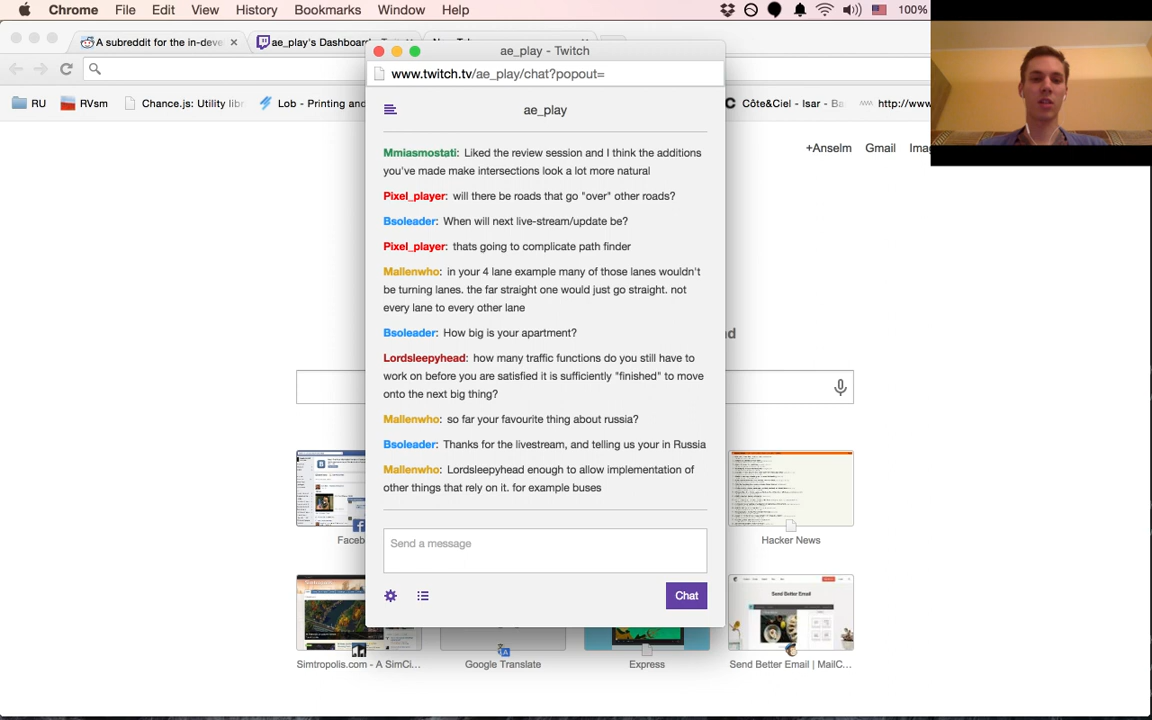 Chrome File Edit View History Bookmarks Window Help 100%
A subreddit for the in-deve
ae_play's Dashboard
ae_play - Twitch
www.twitch.tv/ae_play/chat?popout=
RU RVsm Chance.js: Utility libr Lob - Printing and Côte&Ciel - Isar - Ba http://www
ae_play
+Anselm Gmail Imag
Mmiasmostati: Liked the review session and I think the additions
you've made make intersections look a lot more natural
Pixel_player: will there be roads that go "over" other roads?
Bsoleader: When will next live-stream/update be?
Pixel_player: thats going to complicate path finder
Mallenwho: in your 4 lane example many of those lanes wouldn't
be turning lanes. the far straight one would just go straight. not
every lane to every other lane
Bsoleader: How big is your apartment?
Lordsleepyhead: how many traffic functions do you still have to
work on before you are satisfied it is sufficiently "finished" to move
onto the next big thing?
Mallenwho: so far your favourite thing about russia?
Bsoleader: Thanks for the livestream, and telling us your in Russia
Mallenwho: Lordsleepyhead enough to allow implementation of
other things that rely on it. for example buses
Send a message
Chat
Faceb Hacker News
Send Better Email
Simtropolis.com - A SimCi... Google Translate Express Send Better Email | MailC...